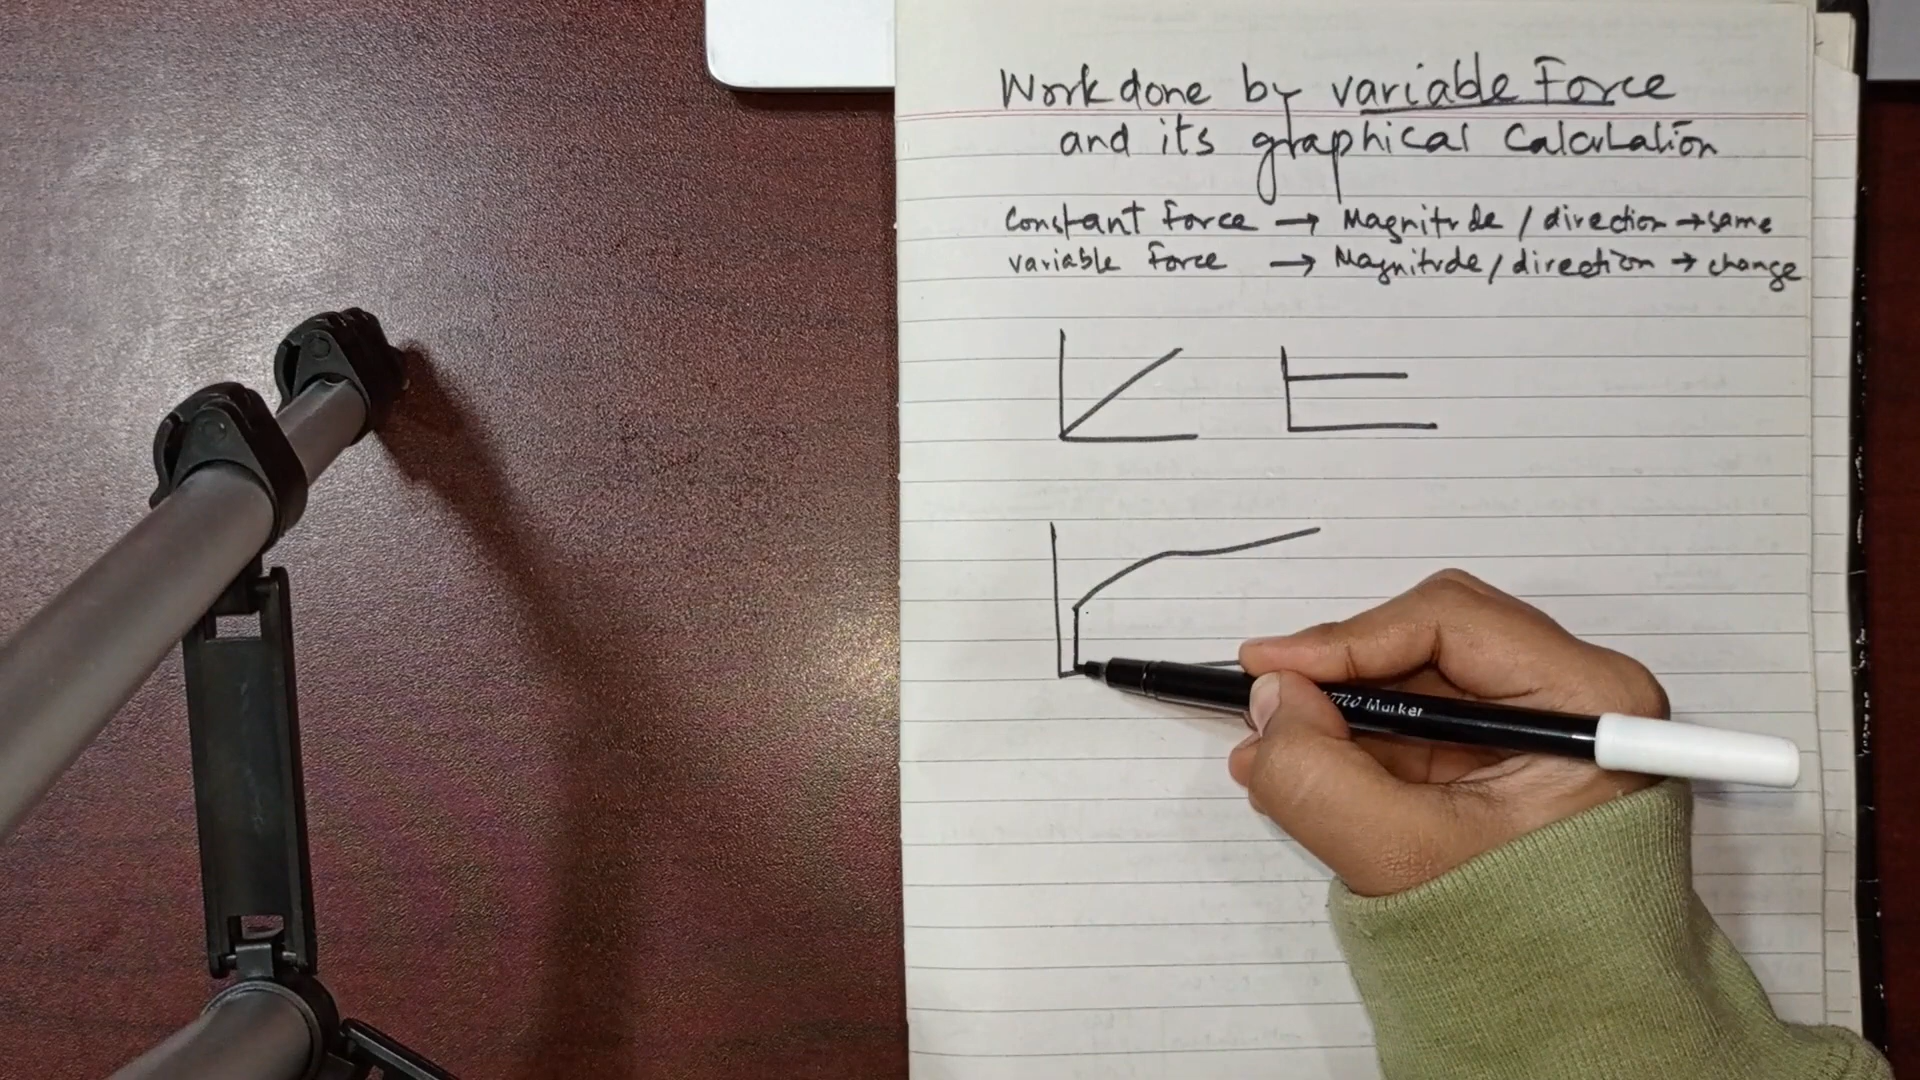 Work done by variable Force
and its graphical Calculation
Constant Force → Magnitude / direction → same
variable Force → Magnitude / direction → change
Marker